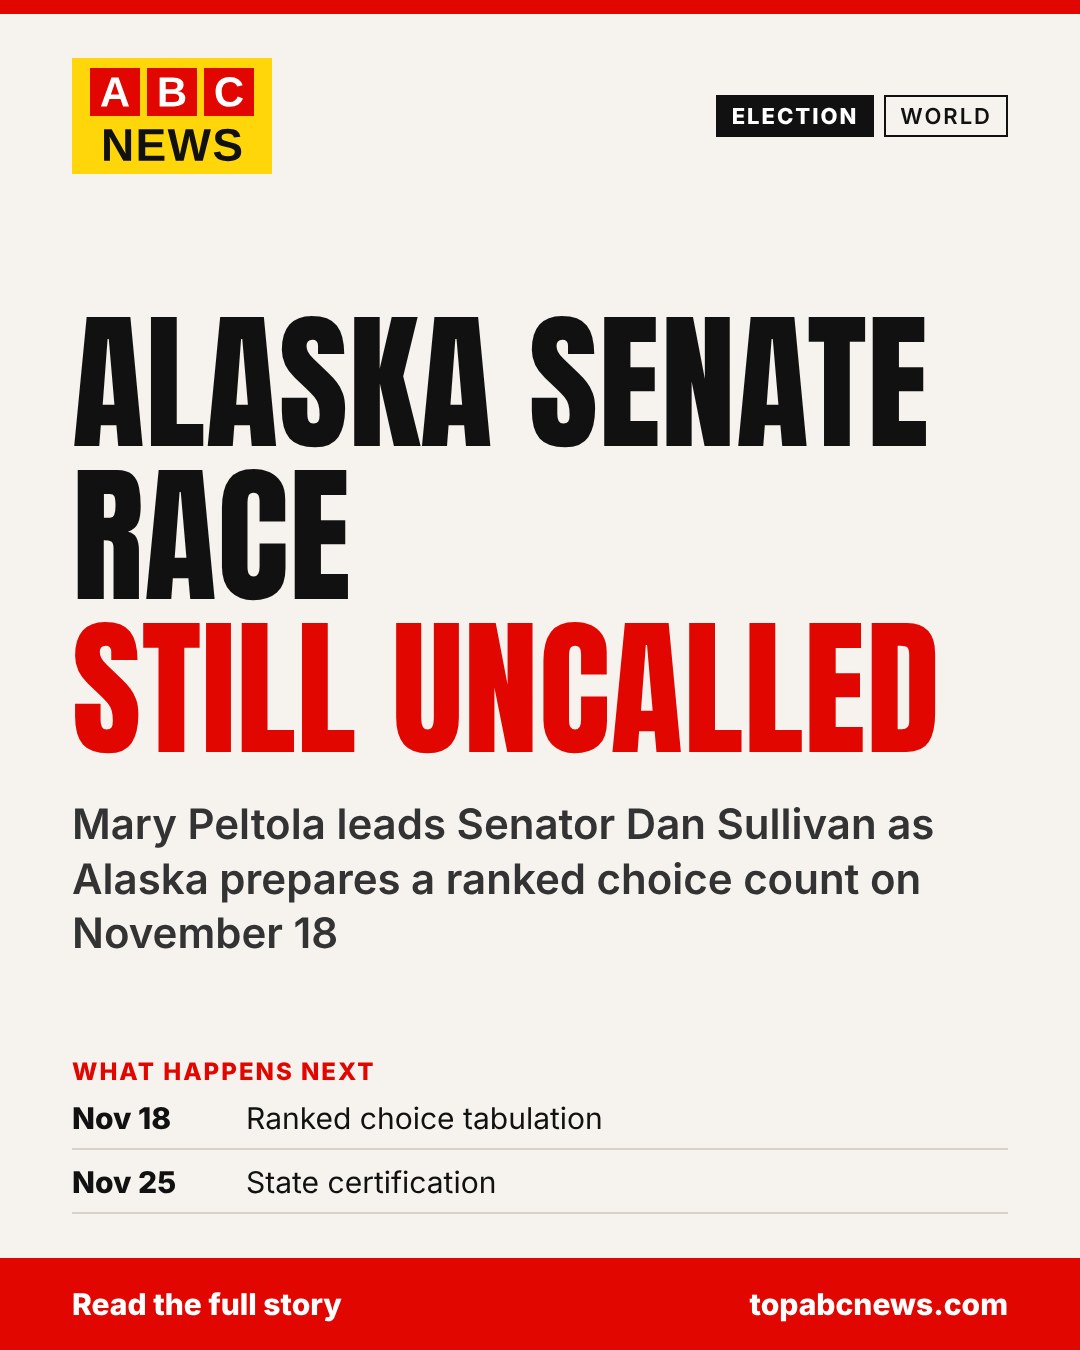 ABC
NEWS
ELECTION
WORLD
ALASKA SENATE
RACE
STILL UNCALLED
Mary Peltola leads Senator Dan Sullivan as
Alaska prepares a ranked choice count on
November 18
WHAT HAPPENS NEXT
Nov 18 Ranked choice tabulation
Nov 25 State certification
Read the full story
topabcnews.com